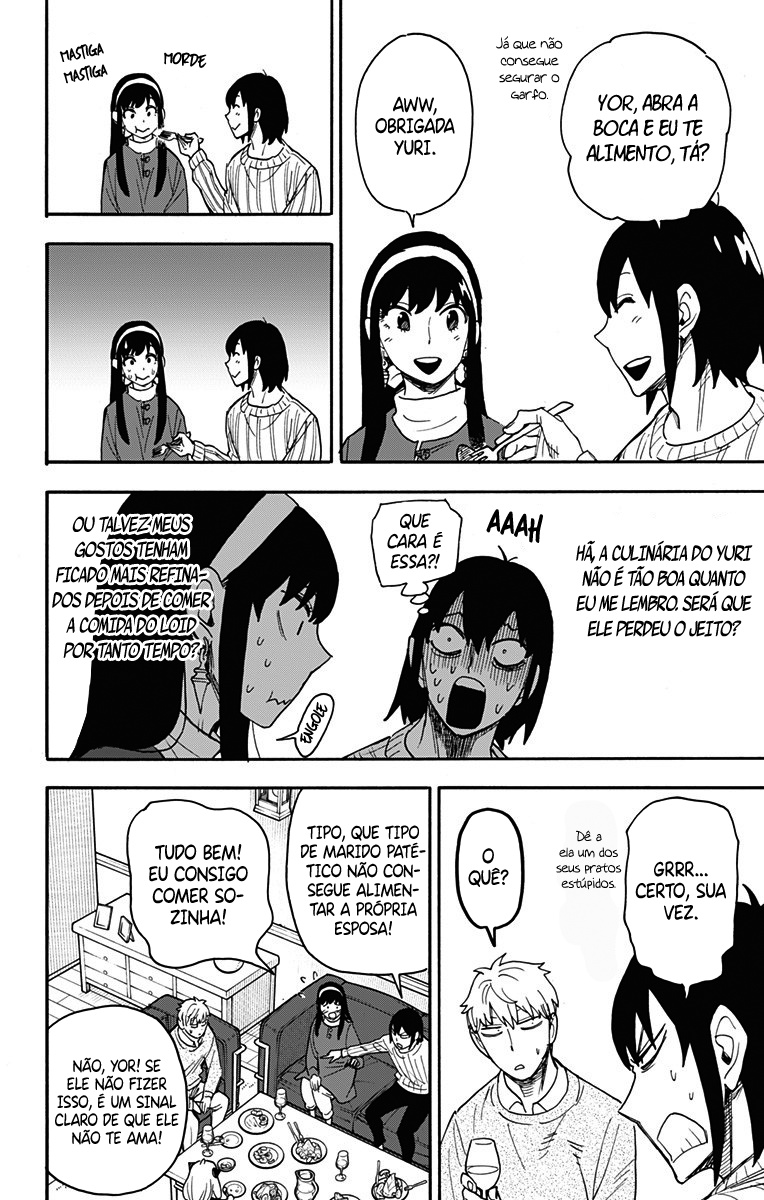 YOR, ABRA A
BOCA E EU TE
ALIMENTO, TÁ?
Já que não
consegue
segurar o
garfo.
AWW,
OBRIGADA
YURI.
MORDE
MASTIGA
MASTIGA
HÃ, A CULINÁRIA DO YURI
NÃO É TÃO BOA QUANTO
EU ME LEMBRO. SERÁ QUE
ELE PERDEU O JEITO?
AAAH
QUE
CARA É
ESSA?!
OU TALVEZ MEUS
GOSTOS TENHAM
FICADO MAIS REFINA-
DOS DEPOIS DE COMER
A COMIDA DO LOID
POR TANTO TEMPO?
ENGOLE
GRRR...
CERTO, SUA
VEZ.
Dê a
ela um dos
seus pratos
estúpidos.
O
QUÊ?
TIPO, QUE TIPO
DE MARIDO PATÉ-
TICO NÃO CON-
SEGUE ALIMEN-
TAR A PRÓPRIA
ESPOSA!
TUDO BEM!
EU CONSIGO
COMER SO-
ZINHA!
NÃO, YOR! SE
ELE NÃO FIZER
ISSO, É UM SINAL
CLARO DE QUE ELE
NÃO TE AMA!